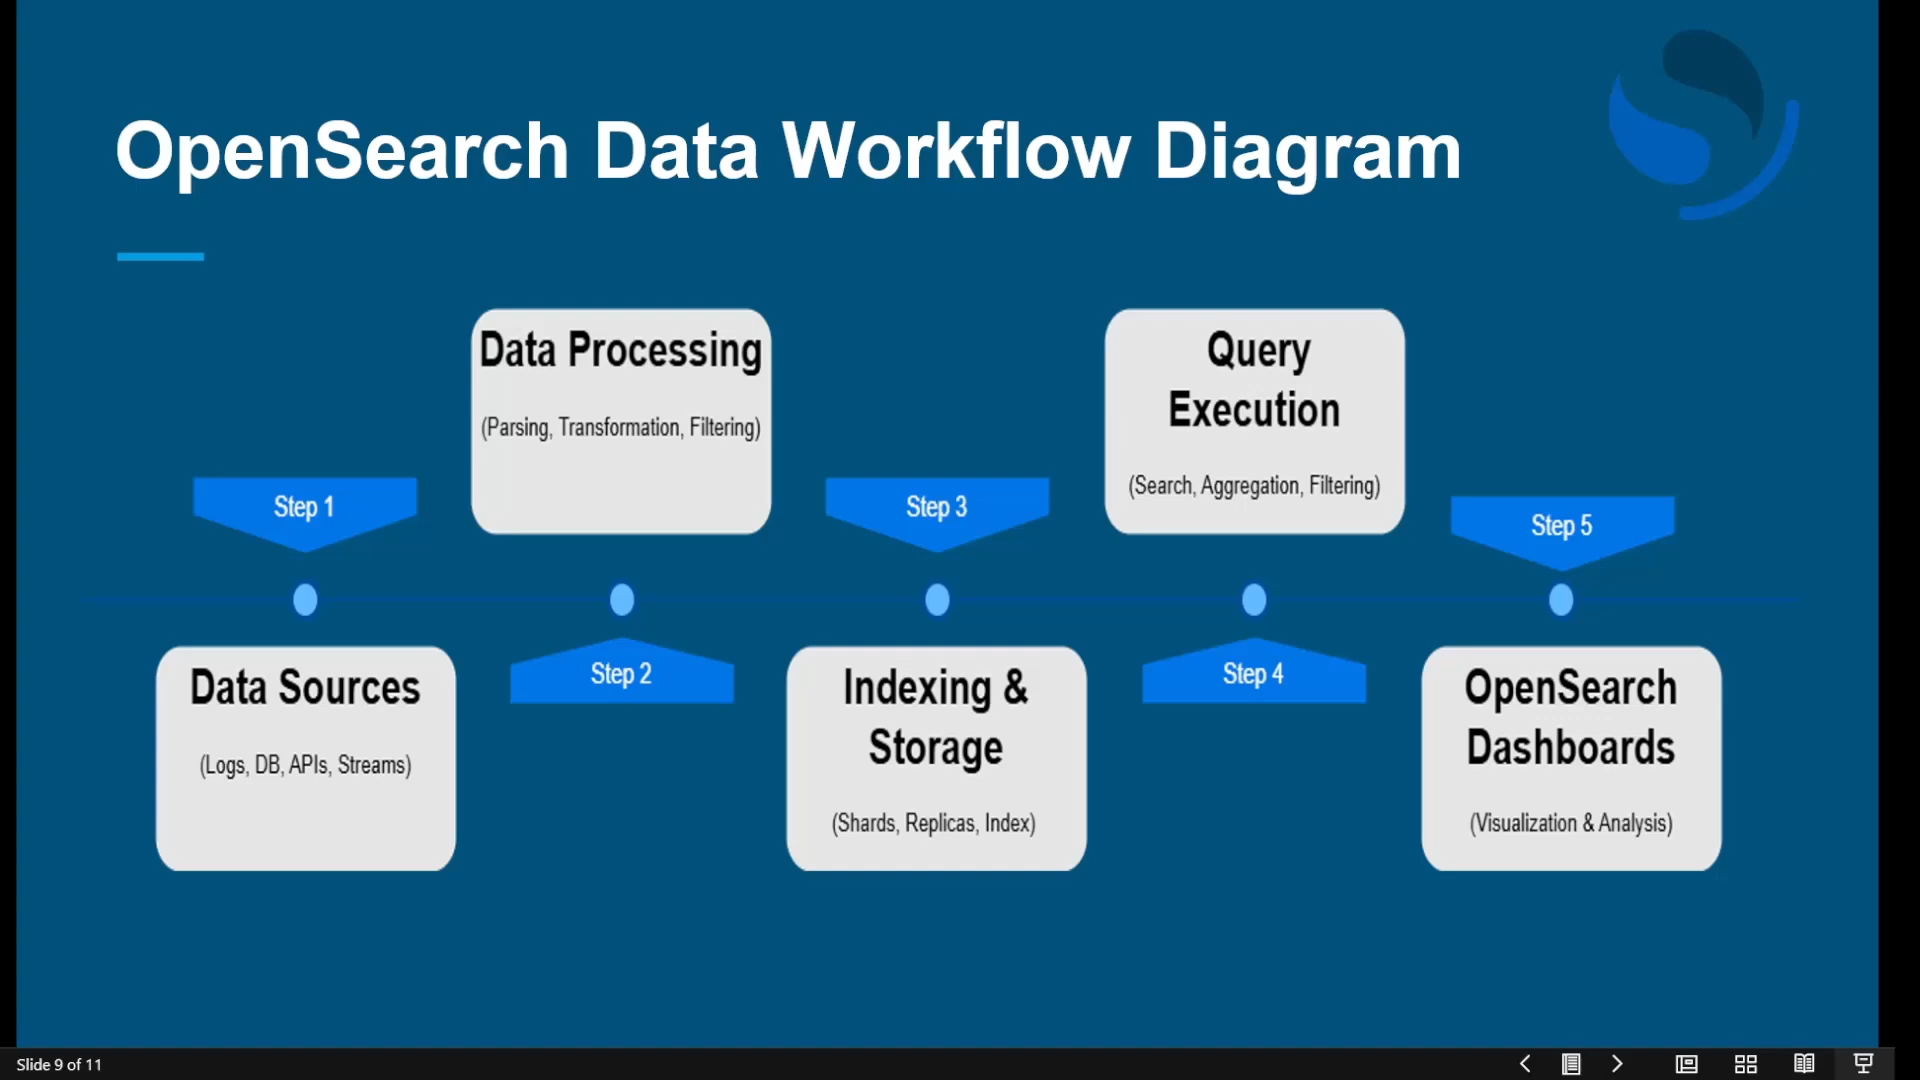 OpenSearch Data Workflow Diagram
Step 1
Data Sources
(Logs, DB, APIs, Streams)
Data Processing
(Parsing, Transformation, Filtering)
Step 2
Step 3
Indexing &
Storage
(Shards, Replicas, Index)
Query
Execution
(Search, Aggregation, Filtering)
Step 4
Step 5
OpenSearch
Dashboards
(Visualization & Analysis)
Slide 9 of 11